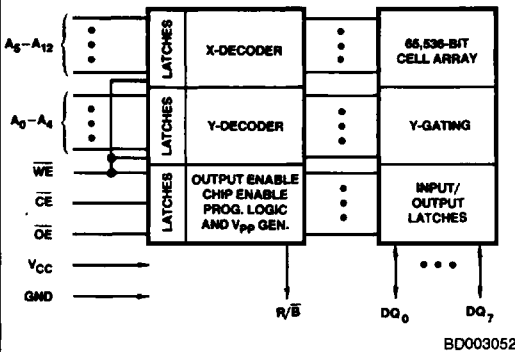 A5–A12
LATCHES
X-DECODER
65,536-BIT
CELL ARRAY
A0–A4
LATCHES
Y-DECODER
Y-GATING
WE
CE
OE
LATCHES
OUTPUT ENABLE
CHIP ENABLE
PROG. LOGIC
AND VPP GEN.
INPUT/
OUTPUT
LATCHES
VCC
GND
R/B
DQ0
DQ7
BD003052